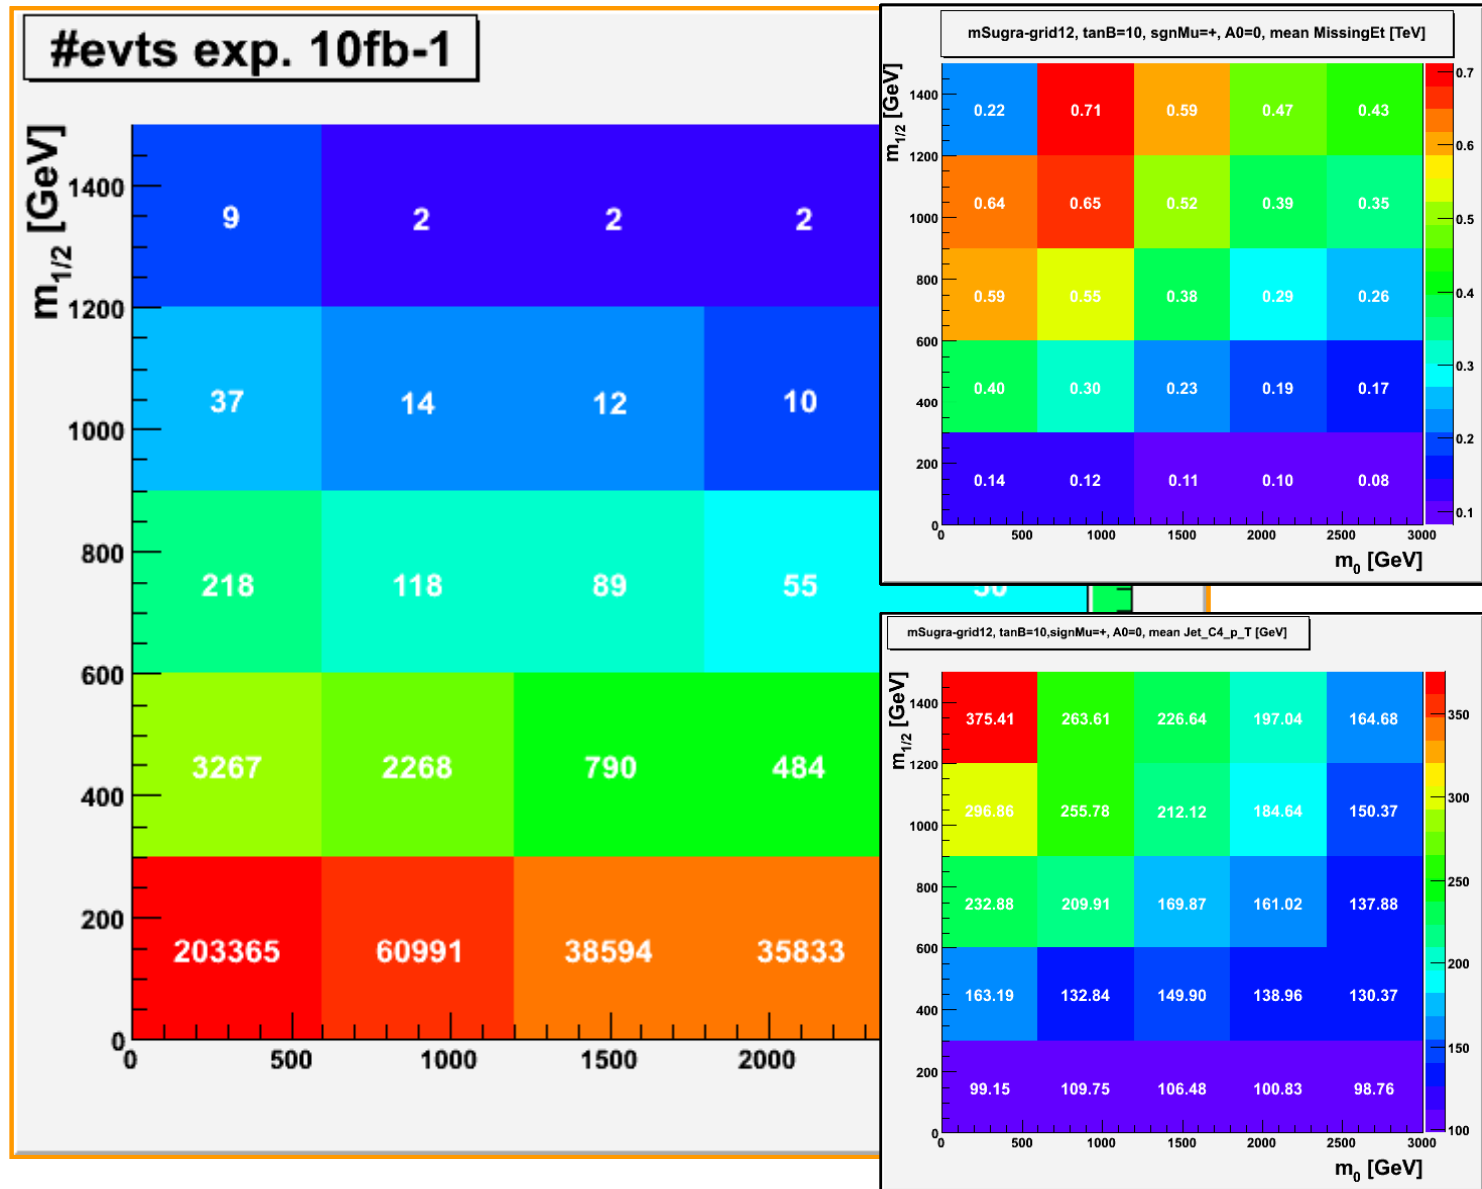 #evts exp. 10fb-1
m1/2 [GeV]
1400
1200
1000
800
600
400
200
0
9 2 2 2
37 14 12 10
218 118 89 55
3267 2268 790 484
203365 60991 38594 35833
0 500 1000 1500 2000
mSugra-grid12, tanB=10, sgnMu=+, A0=0, mean MissingEt [TeV]
m1/2 [GeV]
1400
1200
1000
800
600
400
200
0
0.22 0.71 0.59 0.47 0.43
0.64 0.65 0.52 0.39 0.35
0.59 0.55 0.38 0.29 0.26
0.40 0.30 0.23 0.19 0.17
0.14 0.12 0.11 0.10 0.08
0 500 1000 1500 2000 2500 3000
m0 [GeV]
0.7
0.6
0.5
0.4
0.3
0.2
0.1
mSugra-grid12, tanB=10,signMu=+, A0=0, mean Jet_C4_p_T [GeV]
m1/2 [GeV]
1400
1200
1000
800
600
400
200
0
375.41 263.61 226.64 197.04 164.68
296.86 255.78 212.12 184.64 150.37
232.88 209.91 169.87 161.02 137.88
163.19 132.84 149.90 138.96 130.37
99.15 109.75 106.48 100.83 98.76
0 500 1000 1500 2000 2500 3000
m0 [GeV]
350
300
250
200
150
100